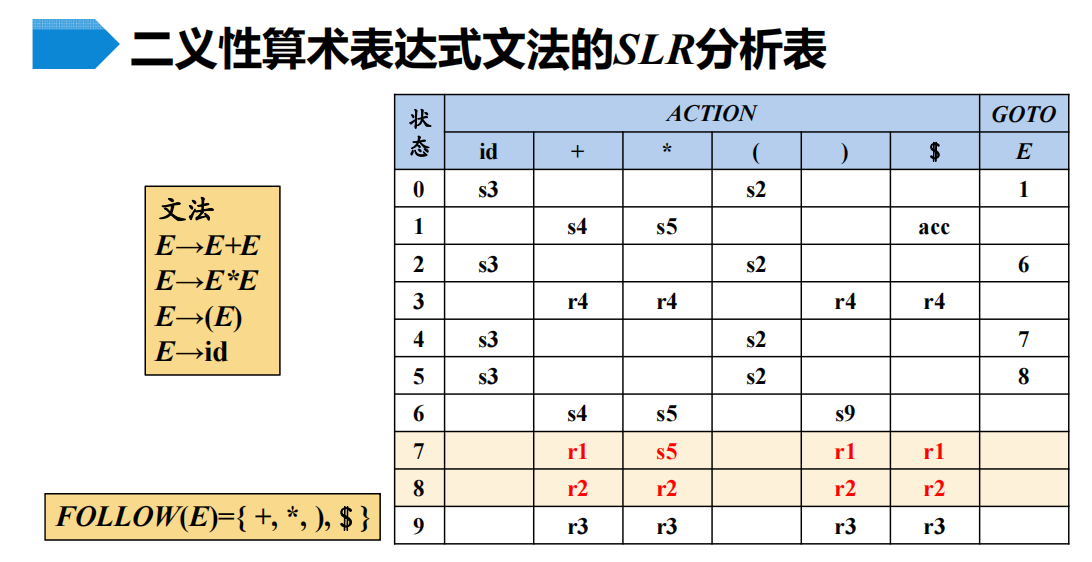 二义性算术表达式文法的SLR分析表
文法
E→E+E
E→E*E
E→(E)
E→id
FOLLOW(E)={ +, *, ), $ }
状态 ACTION GOTO
id + * ( ) $ E
0 s3 s2 1
1 s4 s5 acc
2 s3 s2 6
3 r4 r4 r4 r4
4 s3 s2 7
5 s3 s2 8
6 s4 s5 s9
7 r1 s5 r1 r1
8 r2 r2 r2 r2
9 r3 r3 r3 r3